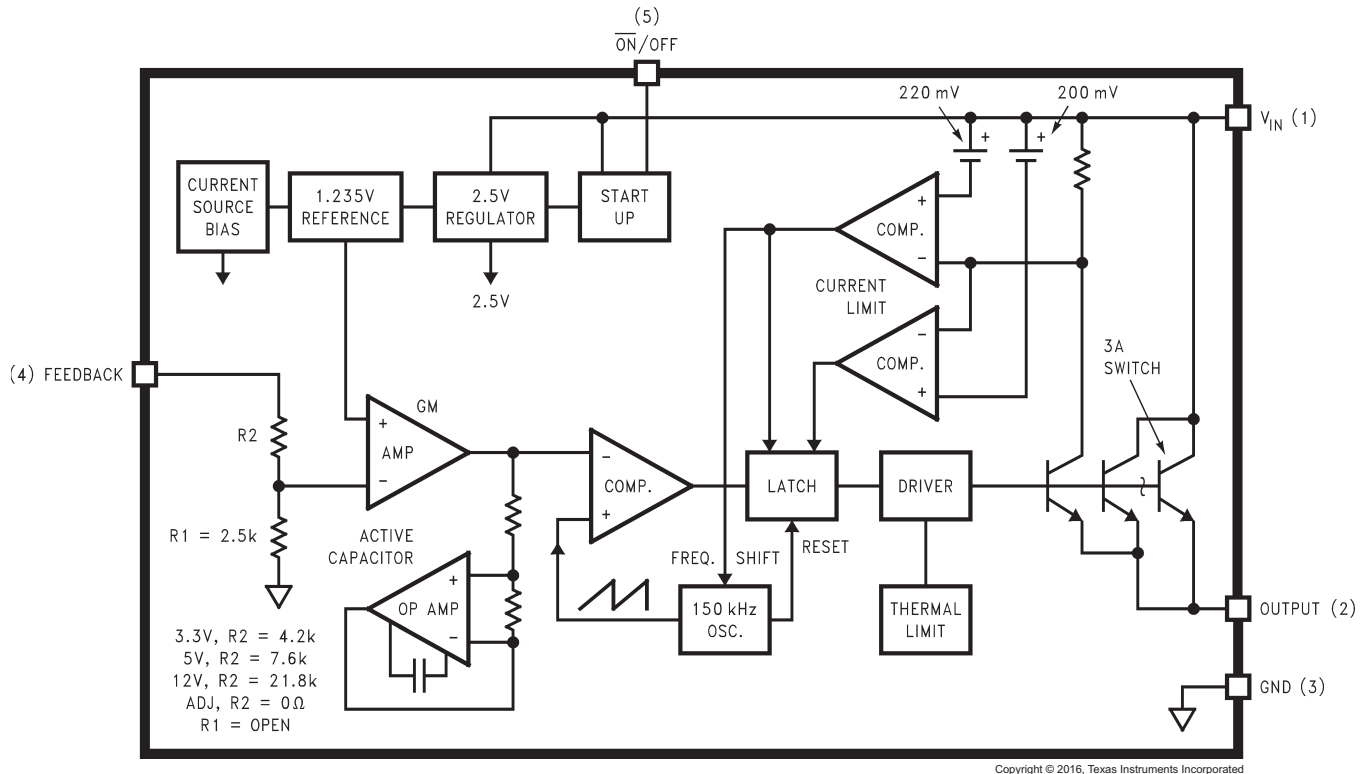 (5)
ON/OFF
220 mV
200 mV
VIN (1)
CURRENT
SOURCE
BIAS
1.235V
REFERENCE
2.5V
REGULATOR
START
UP
+
+
+
COMP.
-
2.5V
CURRENT
LIMIT
-
COMP.
+
3A
SWITCH
(4) FEEDBACK
GM
+
AMP
-
R2
-
COMP.
+
LATCH
DRIVER
R1 = 2.5k
ACTIVE
CAPACITOR
FREQ. SHIFT
RESET
+
OP AMP
-
150 kHz
OSC.
THERMAL
LIMIT
OUTPUT (2)
3.3V, R2 = 4.2k
5V, R2 = 7.6k
12V, R2 = 21.8k
ADJ, R2 = 0Ω
R1 = OPEN
GND (3)
Copyright © 2016, Texas Instruments Incorporated